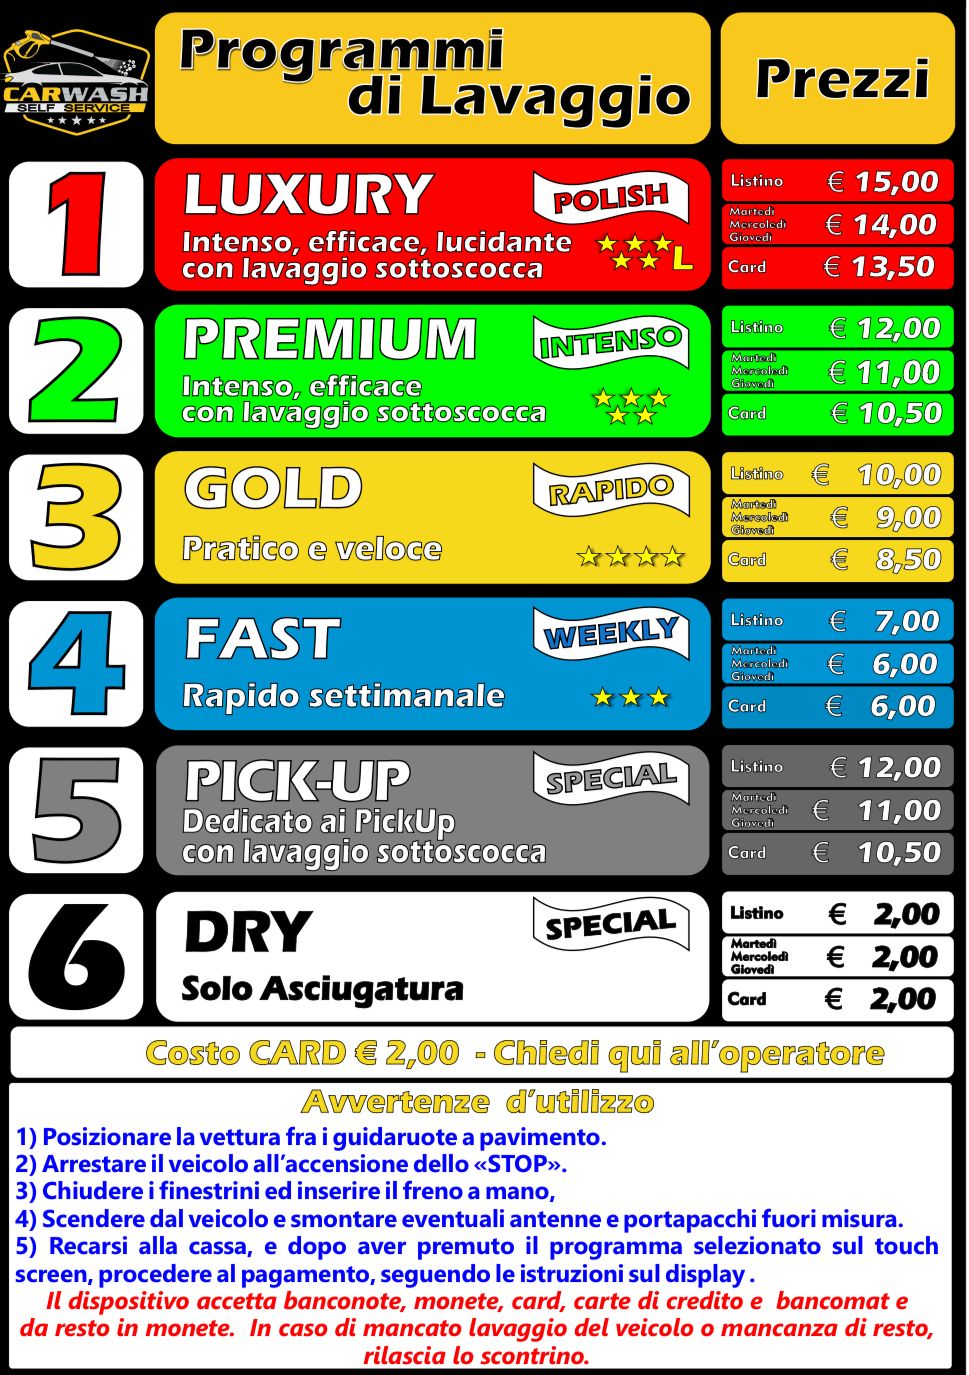 CARWASH
SELF SERVICE
Programmi
di Lavaggio
Prezzi
1
LUXURY
POLISH
Intenso, efficace, lucidante
con lavaggio sottoscocca
L
Listino € 15,00
Martedì
Mercoledì
Giovedì
€ 14,00
Card € 13,50
2
PREMIUM
INTENSO
Intenso, efficace
con lavaggio sottoscocca
Listino € 12,00
Martedì
Mercoledì
Giovedì
€ 11,00
Card € 10,50
3
GOLD
RAPIDO
Pratico e veloce
Listino € 10,00
Martedì
Mercoledì
Giovedì
€ 9,00
Card € 8,50
4
FAST
WEEKLY
Rapido settimanale
Listino € 7,00
Martedì
Mercoledì
Giovedì
€ 6,00
Card € 6,00
5
PICK-UP
SPECIAL
Dedicato ai PickUp
con lavaggio sottoscocca
Listino € 12,00
Martedì
Mercoledì
Giovedì
€ 11,00
Card € 10,50
6
DRY
SPECIAL
Solo Asciugatura
Listino € 2,00
Martedì
Mercoledì
Giovedì
€ 2,00
Card € 2,00
Costo CARD € 2,00 - Chiedi qui all’operatore
Avvertenze d’utilizzo
1) Posizionare la vettura fra i guidaruote a pavimento.
2) Arrestare il veicolo all’accensione dello «STOP».
3) Chiudere i finestrini ed inserire il freno a mano,
4) Scendere dal veicolo e smontare eventuali antenne e portapacchi fuori misura.
5) Recarsi alla cassa, e dopo aver premuto il programma selezionato sul touch
screen, procedere al pagamento, seguendo le istruzioni sul display .
Il dispositivo accetta banconote, monete, card, carte di credito e bancomat e
da resto in monete. In caso di mancato lavaggio del veicolo o mancanza di resto,
rilascia lo scontrino.